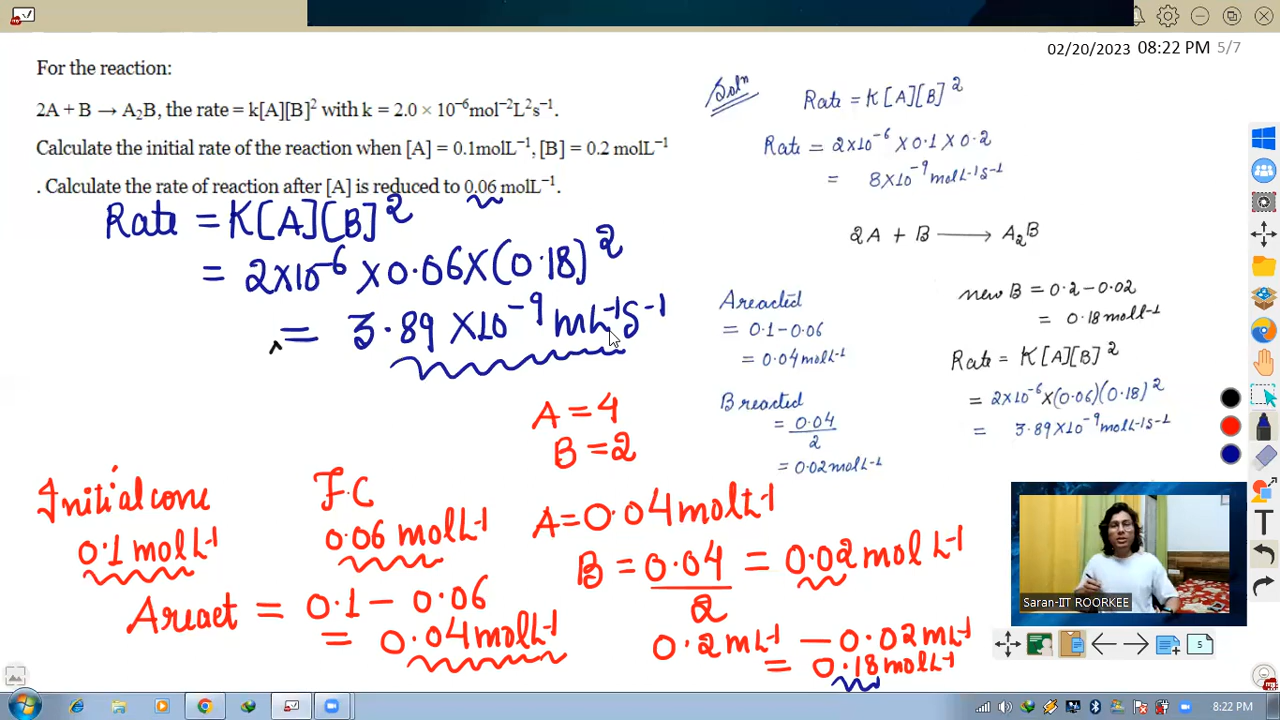 02/20/2023 08:22 PM 5/7
For the reaction:
2A + B → A₂B, the rate = k[A][B]² with k = 2.0 × 10⁻⁶mol⁻²L²s⁻¹.
Calculate the initial rate of the reaction when [A] = 0.1molL⁻¹, [B] = 0.2 molL⁻¹
. Calculate the rate of reaction after [A] is reduced to 0.06 molL⁻¹.
Rate = K[A][B]²
= 2×10⁻⁶ × 0.06×(0.18)²
= 3.89 ×10⁻⁹ mL⁻¹S⁻¹
A = 4
B = 2
Initial conc
0.1 mol L⁻¹
F.C
0.06 mol L⁻¹
A react = 0.1 − 0.06
= 0.04 mol L⁻¹
A = 0.04 mol L⁻¹
B = 0.04/2 = 0.02 mol L⁻¹
0.2 mL⁻¹ − 0.02 mL⁻¹
= 0.18 mol L⁻¹
Solⁿ
Rate = K[A][B]²
Rate = 2×10⁻⁶ × 0.1 × 0.2
= 8×10⁻⁹ mol L⁻¹ S⁻¹
2A + B ⟶ A₂B
A reacted
= 0.1 − 0.06
= 0.04 mol L⁻¹
B reacted
= 0.04/2
= 0.02 mol L⁻¹
new B = 0.2 − 0.02
= 0.18 mol L⁻¹
Rate = K[A][B]²
= 2×10⁻⁶×(0.06)(0.18)²
= 3.89×10⁻⁹ mol L⁻¹ S⁻¹
Saran-IIT ROORKEE
5
8:22 PM